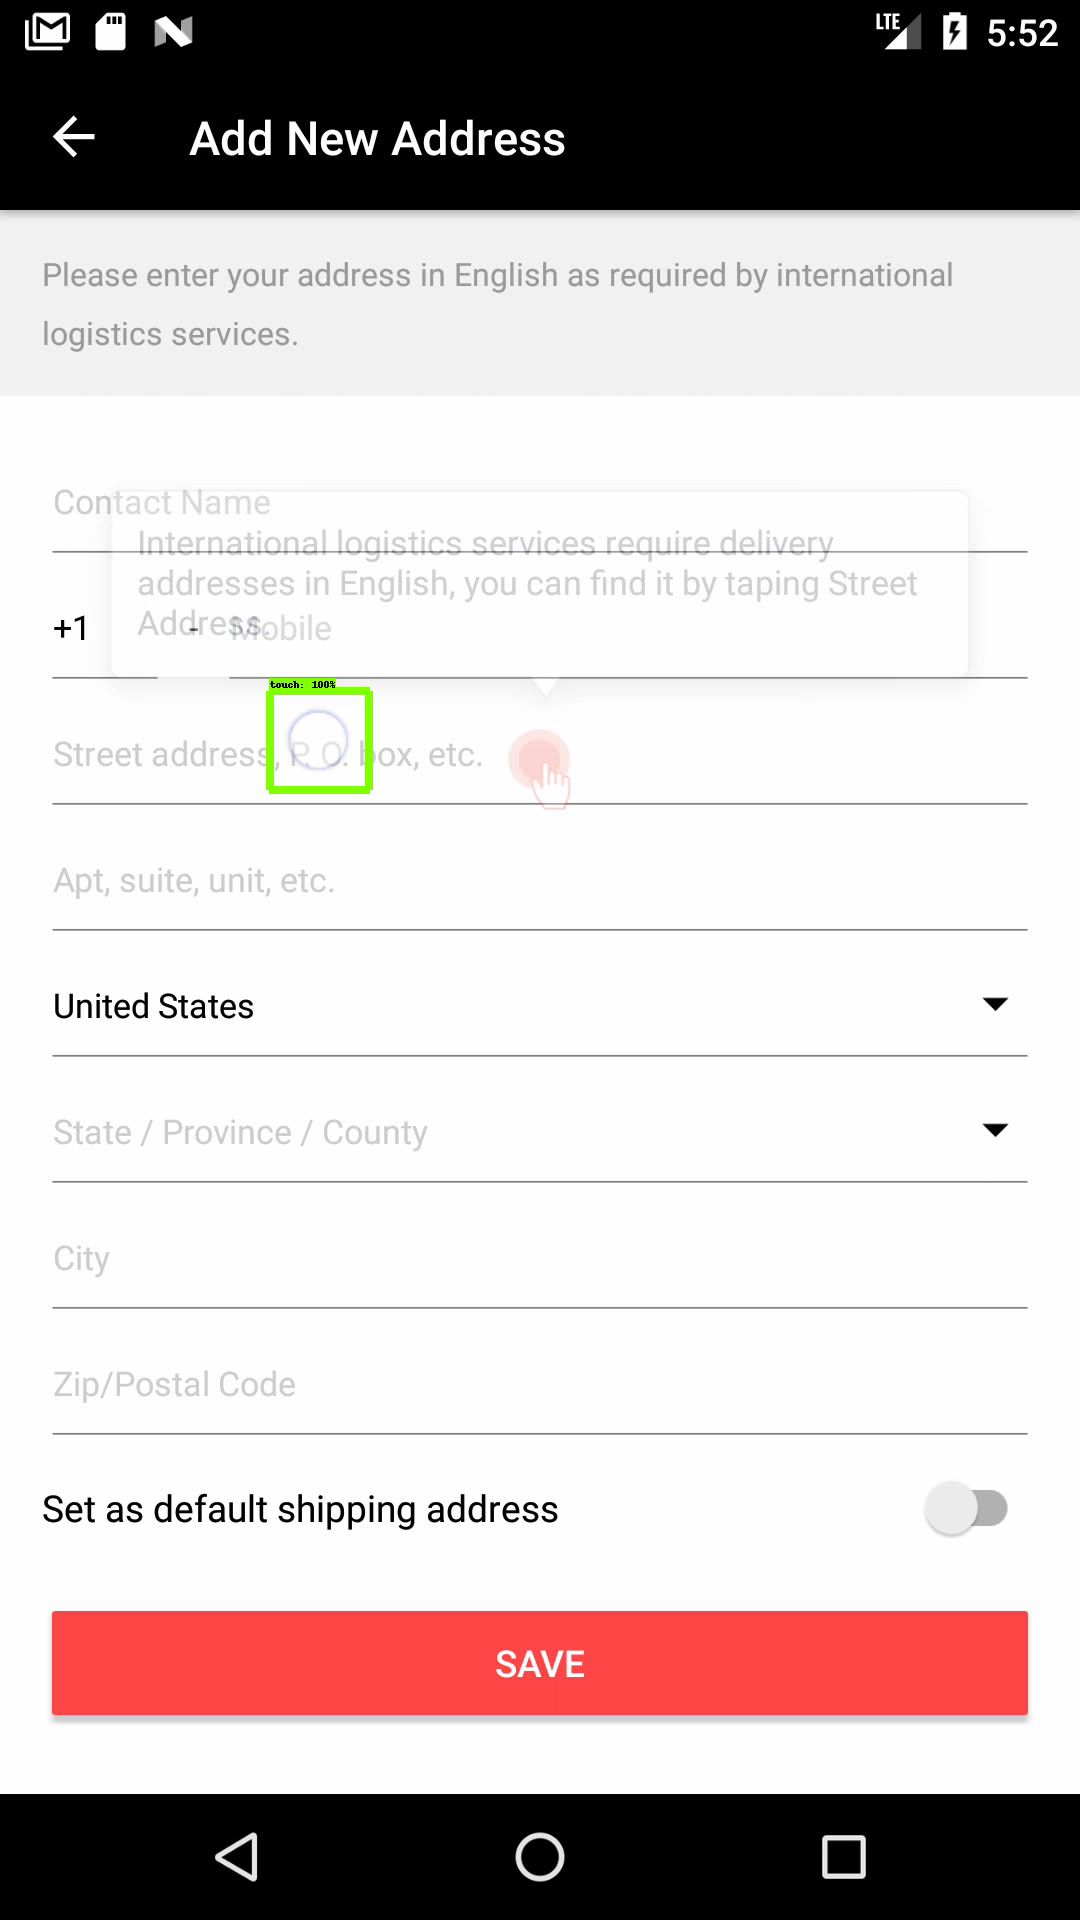 LTE 5:52
Add New Address
Please enter your address in English as required by international
logistics services.
Contact Name
International logistics services require delivery
addresses in English, you can find it by taping Street
Address.
+1 - Mobile
touch: 100%
Street address, P. O. box, etc.
Apt, suite, unit, etc.
United States
State / Province / County
City
Zip/Postal Code
Set as default shipping address
SAVE